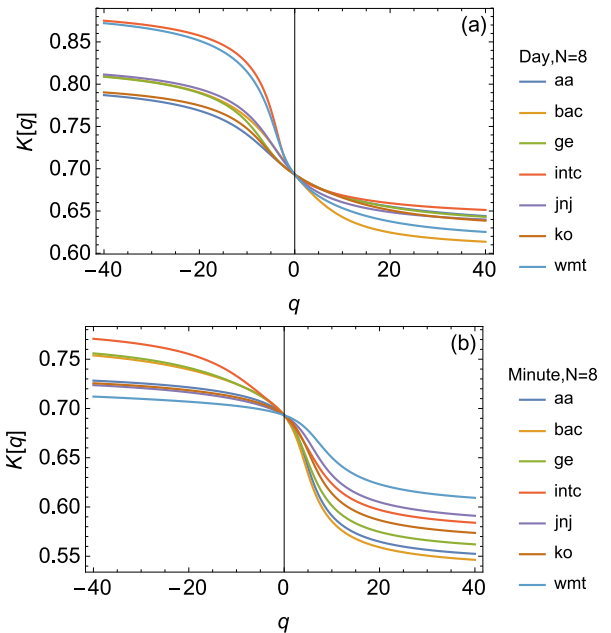 (a)
0.85
0.80
0.75
0.70
0.65
0.60
K[q]
−40 −20 0 20 40
q
Day,N=8
aa
bac
ge
intc
jnj
ko
wmt
(b)
0.75
0.70
0.65
0.60
0.55
K[q]
−40 −20 0 20 40
q
Minute,N=8
aa
bac
ge
intc
jnj
ko
wmt